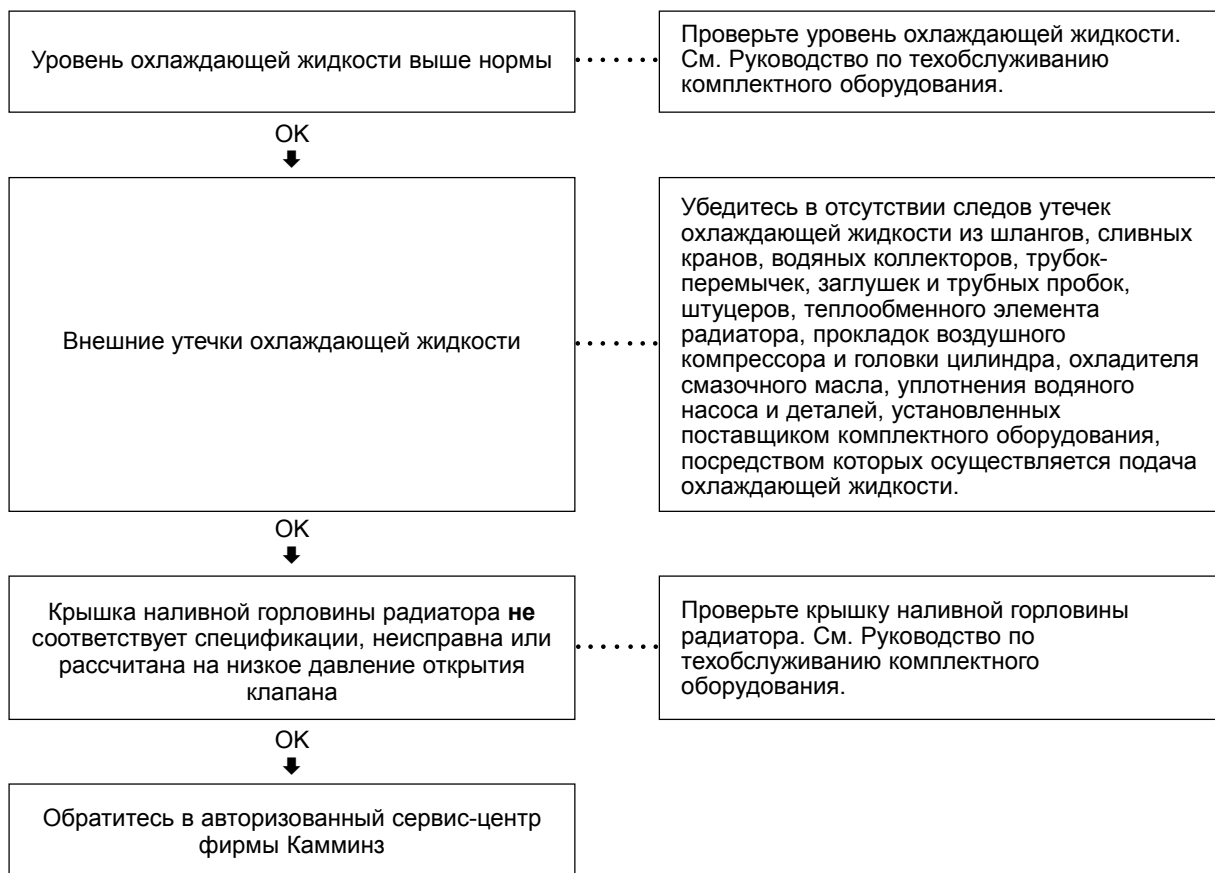 Уровень охлаждающей жидкости выше нормы
Проверьте уровень охлаждающей жидкости.
См. Руководство по техобслуживанию
комплектного оборудования.
OK
Внешние утечки охлаждающей жидкости
Убедитесь в отсутствии следов утечек
охлаждающей жидкости из шлангов, сливных
кранов, водяных коллекторов, трубок-
перемычек, заглушек и трубных пробок,
штуцеров, теплообменного элемента
радиатора, прокладок воздушного
компрессора и головки цилиндра, охладителя
смазочного масла, уплотнения водяного
насоса и деталей, установленных
поставщиком комплектного оборудования,
посредством которых осуществляется подача
охлаждающей жидкости.
OK
Крышка наливной горловины радиатора не
соответствует спецификации, неисправна или
рассчитана на низкое давление открытия
клапана
Проверьте крышку наливной горловины
радиатора. См. Руководство по
техобслуживанию комплектного
оборудования.
OK
Обратитесь в авторизованный сервис-центр
фирмы Камминз